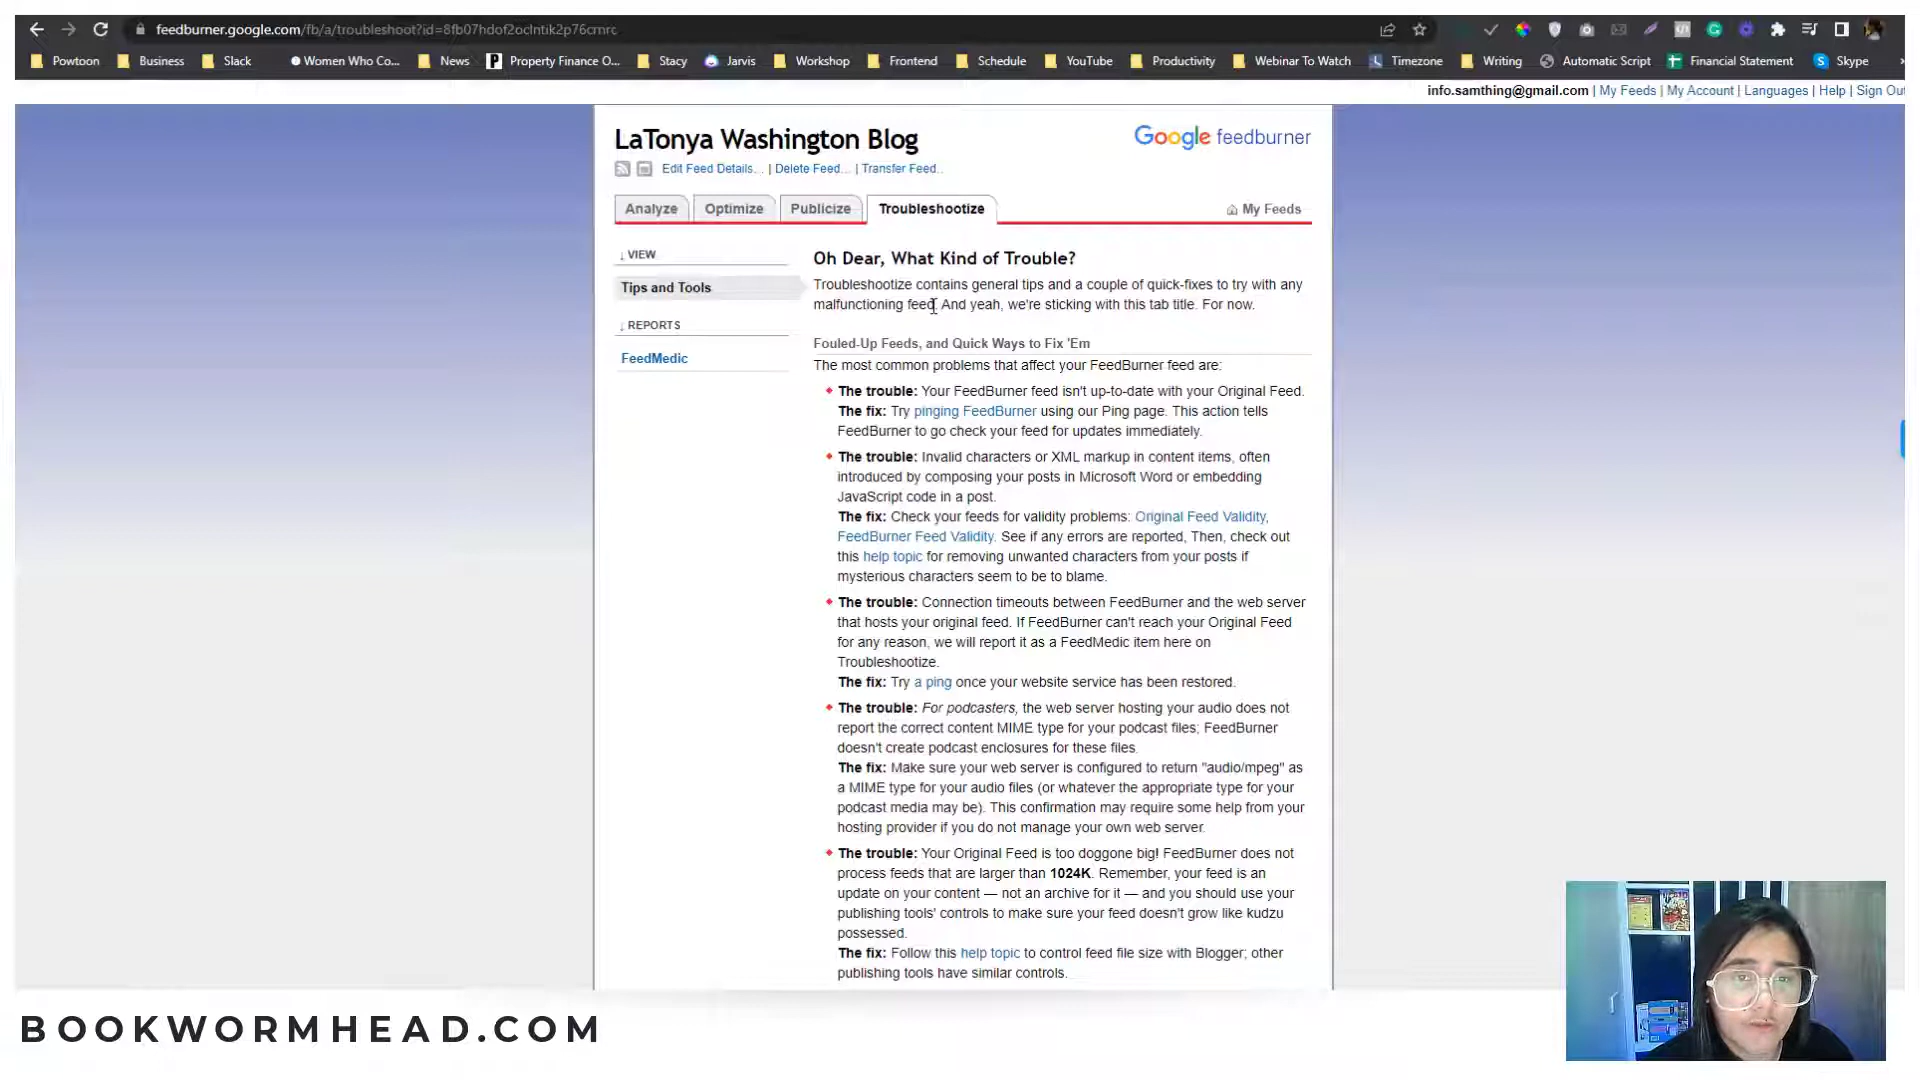 feedburner.google.com/fb/a/troubleshoot?id=8fb07hdof2oclntik2p76cmrc
Powtoon Business Slack Women Who Co... News Property Finance O... Stacy Jarvis Workshop Frontend Schedule YouTube Productivity Webinar To Watch Timezone Writing Automatic Script Financial Statement Skype
info.samthing@gmail.com | My Feeds | My Account | Languages | Help | Sign Out
LaTonya Washington Blog
Google feedburner
Edit Feed Details... | Delete Feed... | Transfer Feed..
Analyze Optimize Publicize Troubleshootize My Feeds
↓ VIEW
Tips and Tools
↓ REPORTS
FeedMedic
Oh Dear, What Kind of Trouble?
Troubleshootize contains general tips and a couple of quick-fixes to try with any
malfunctioning feed. And yeah, we're sticking with this tab title. For now.
Fouled-Up Feeds, and Quick Ways to Fix 'Em
The most common problems that affect your FeedBurner feed are:
The trouble: Your FeedBurner feed isn't up-to-date with your Original Feed.
The fix: Try pinging FeedBurner using our Ping page. This action tells
FeedBurner to go check your feed for updates immediately.
The trouble: Invalid characters or XML markup in content items, often
introduced by composing your posts in Microsoft Word or embedding
JavaScript code in a post.
The fix: Check your feeds for validity problems: Original Feed Validity,
FeedBurner Feed Validity. See if any errors are reported, Then, check out
this help topic for removing unwanted characters from your posts if
mysterious characters seem to be to blame.
The trouble: Connection timeouts between FeedBurner and the web server
that hosts your original feed. If FeedBurner can't reach your Original Feed
for any reason, we will report it as a FeedMedic item here on
Troubleshootize.
The fix: Try a ping once your website service has been restored.
The trouble: For podcasters, the web server hosting your audio does not
report the correct content MIME type for your podcast files; FeedBurner
doesn't create podcast enclosures for these files.
The fix: Make sure your web server is configured to return "audio/mpeg" as
a MIME type for your audio files (or whatever the appropriate type for your
podcast media may be). This confirmation may require some help from your
hosting provider if you do not manage your own web server.
The trouble: Your Original Feed is too doggone big! FeedBurner does not
process feeds that are larger than 1024K. Remember, your feed is an
update on your content — not an archive for it — and you should use your
publishing tools' controls to make sure your feed doesn't grow like kudzu
possessed.
The fix: Follow this help topic to control feed file size with Blogger; other
publishing tools have similar controls.
BOOKWORMHEAD.COM